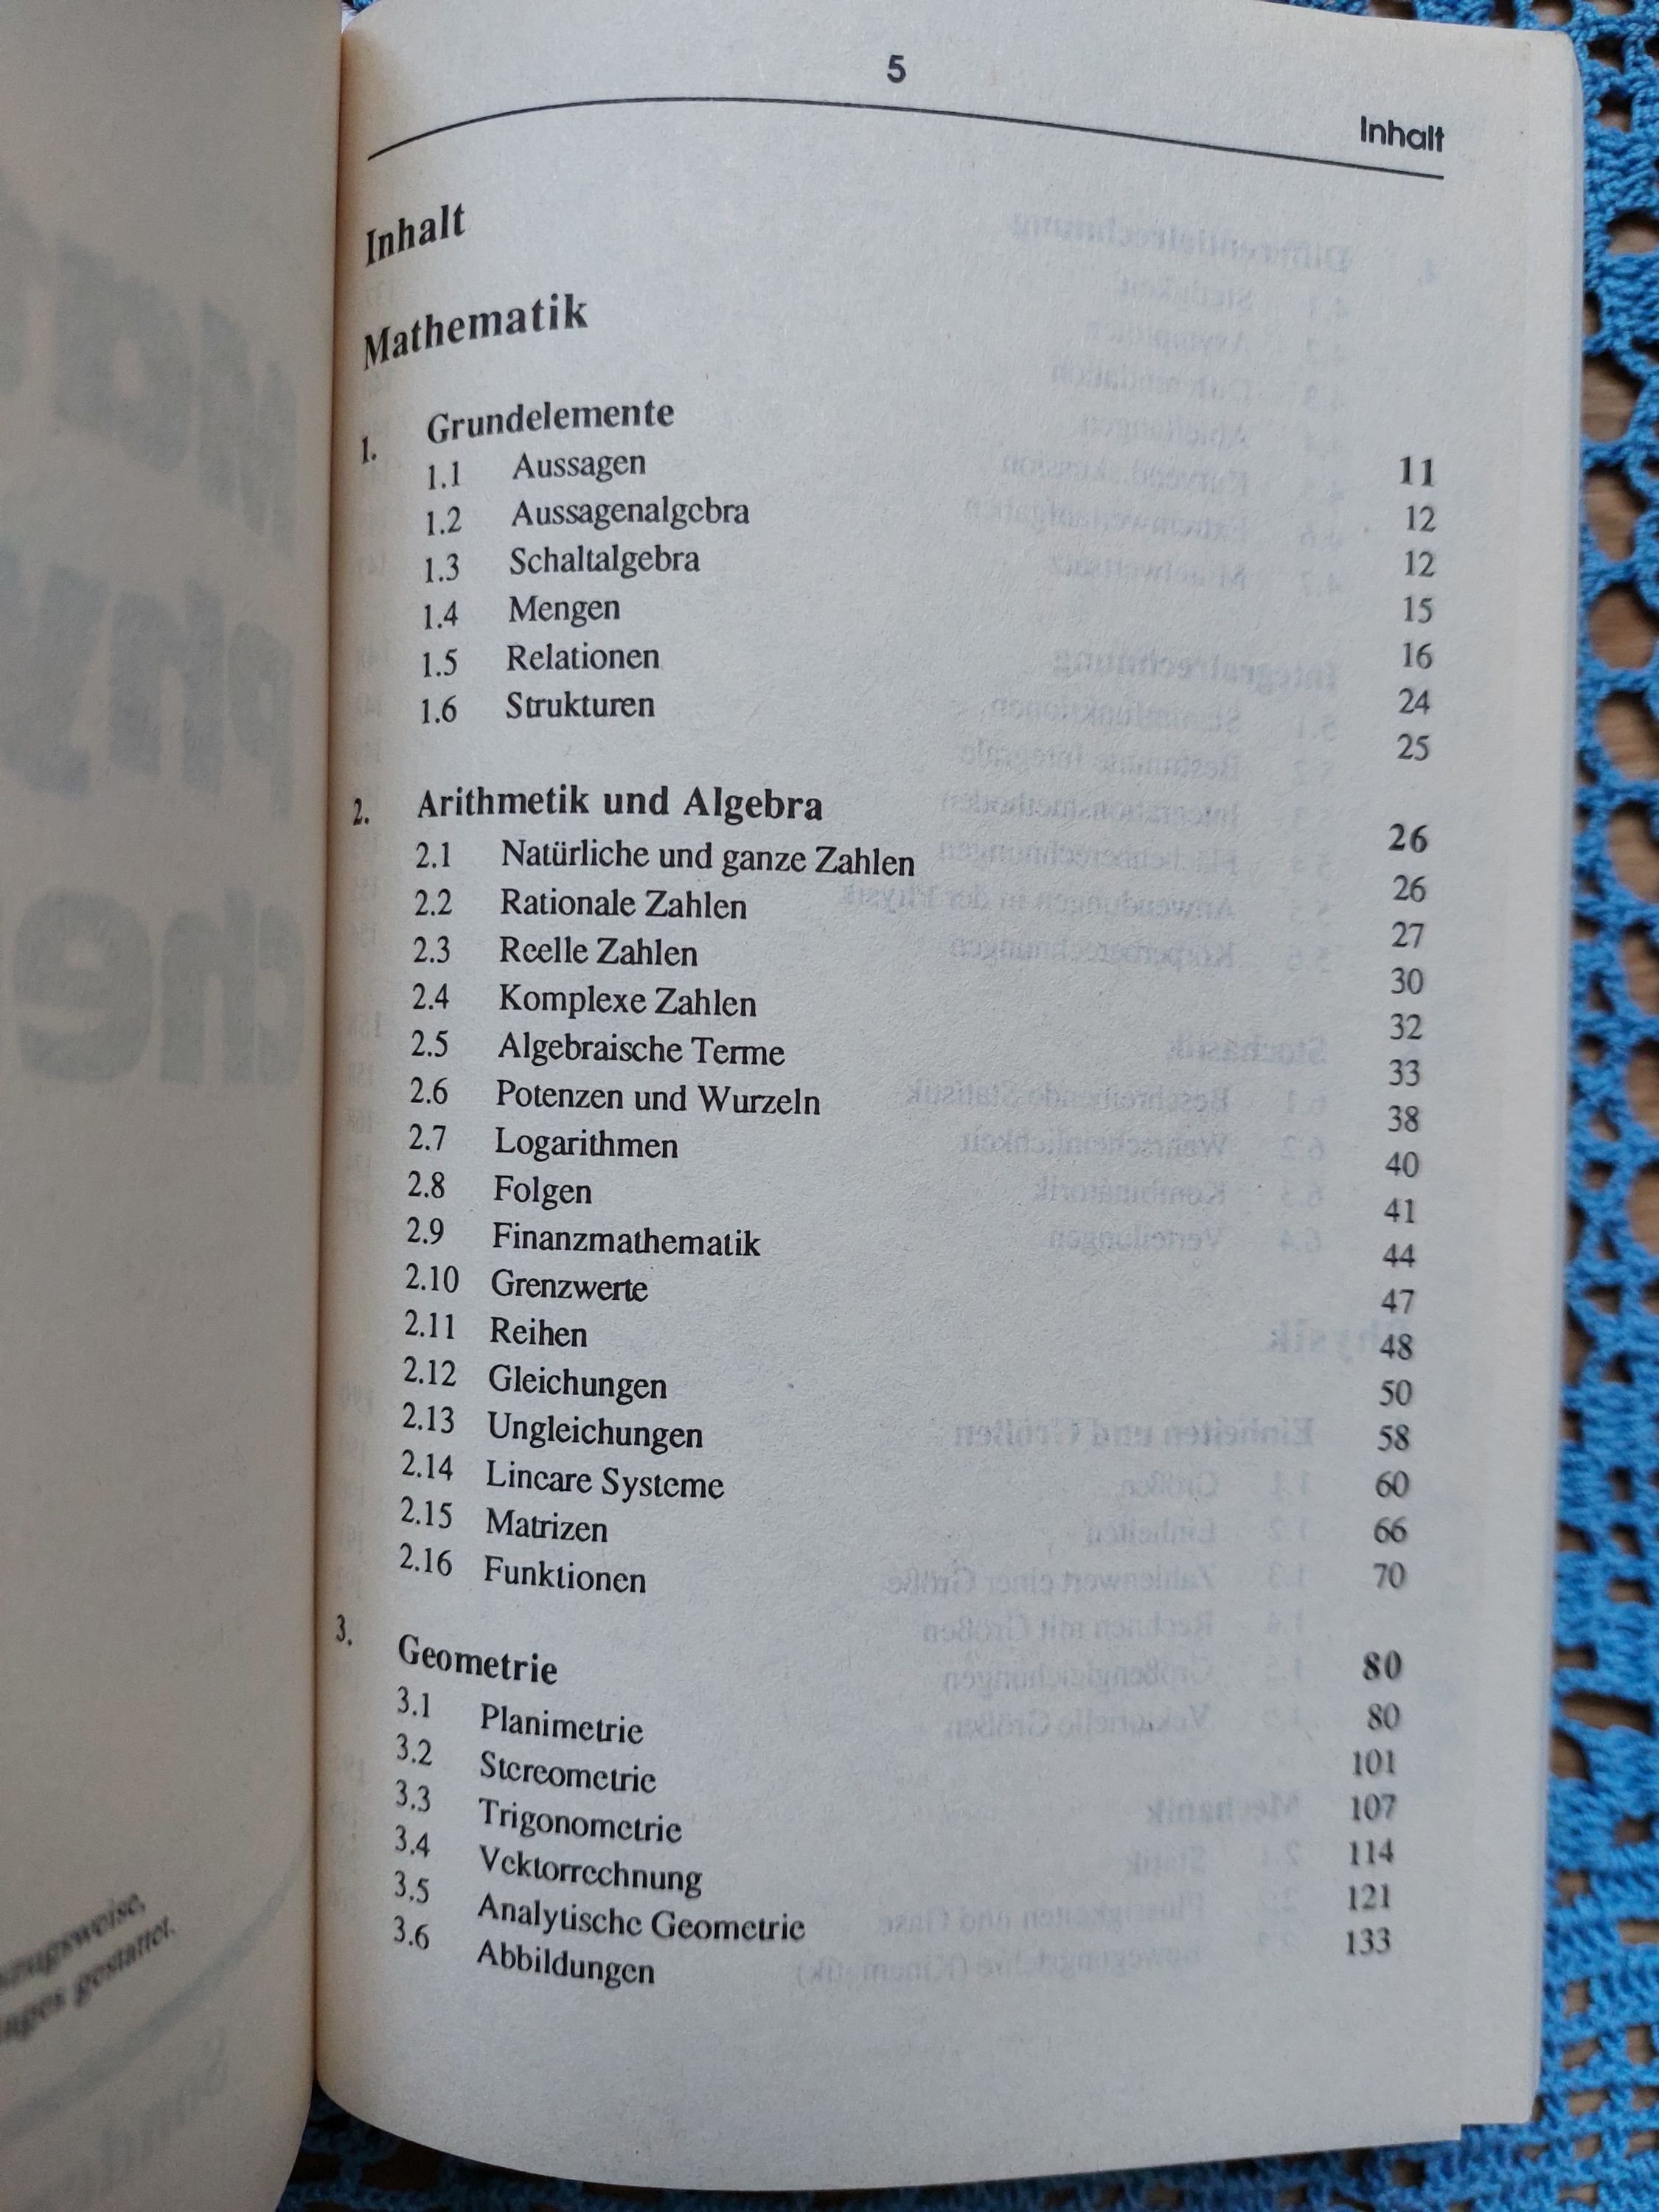 gestattet.
5
Inhalt
Inhalt
Mathematik
1. Grundelemente 11
1.1 Aussagen 12
1.2 Aussagenalgebra 12
1.3 Schaltalgebra 15
1.4 Mengen 16
1.5 Relationen 24
1.6 Strukturen 25
2. Arithmetik und Algebra 26
2.1 Natürliche und ganze Zahlen 26
2.2 Rationale Zahlen 27
2.3 Reelle Zahlen 30
2.4 Komplexe Zahlen 32
2.5 Algebraische Terme 33
2.6 Potenzen und Wurzeln 38
2.7 Logarithmen 40
2.8 Folgen 41
2.9 Finanzmathematik 44
2.10 Grenzwerte 47
2.11 Reihen 48
2.12 Gleichungen 50
2.13 Ungleichungen 58
2.14 Lineare Systeme 60
2.15 Matrizen 66
2.16 Funktionen 70
3. Geometrie 80
3.1 Planimetrie 80
3.2 Stereometrie 101
3.3 Trigonometrie 107
3.4 Vektorrechnung 114
3.5 Analytische Geometrie 121
3.6 Abbildungen 133